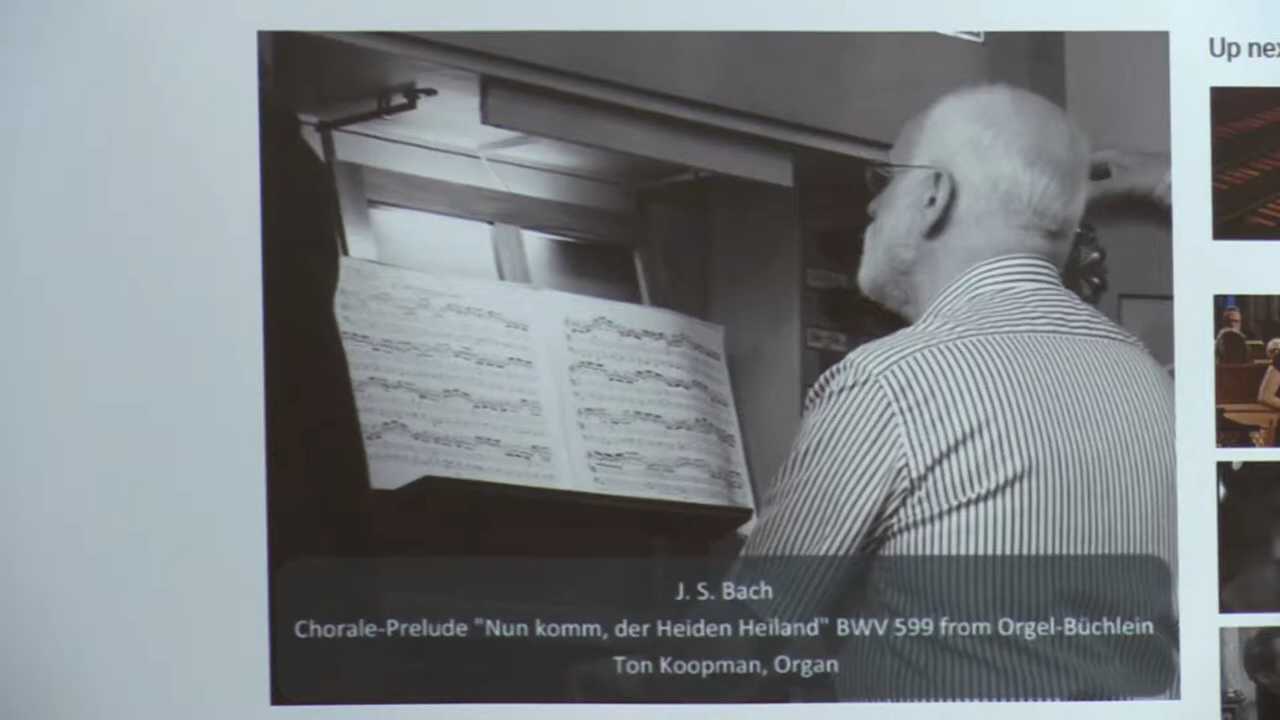 Up nex
J. S. Bach
Chorale-Prelude "Nun komm, der Heiden Heiland" BWV 599 from Orgel-Büchlein
Ton Koopman, Organ